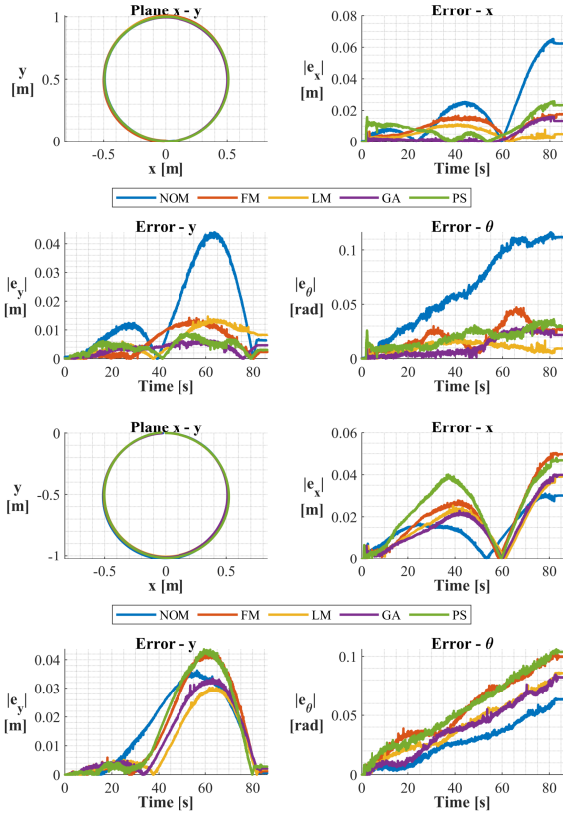 Plane x - y
1
0.5
0
y
[m]
-0.5
0
0.5
x [m]
Error - x
0.08
0.06
0.04
0.02
0
|e_x|
[m]
0
20
40
60
80
Time [s]
NOM FM LM GA PS
Error - y
0.04
0.03
0.02
0.01
0
|e_y|
[m]
0
20
40
60
80
Time [s]
Error - θ
0.1
0.05
0
|e_θ|
[rad]
0
20
40
60
80
Time [s]
Plane x - y
0
-0.5
-1
y
[m]
-0.5
0
0.5
x [m]
Error - x
0.06
0.04
0.02
0
|e_x|
[m]
0
20
40
60
80
Time [s]
NOM FM LM GA PS
Error - y
0.04
0.03
0.02
0.01
0
|e_y|
[m]
0
20
40
60
80
Time [s]
Error - θ
0.1
0.05
0
|e_θ|
[rad]
0
20
40
60
80
Time [s]